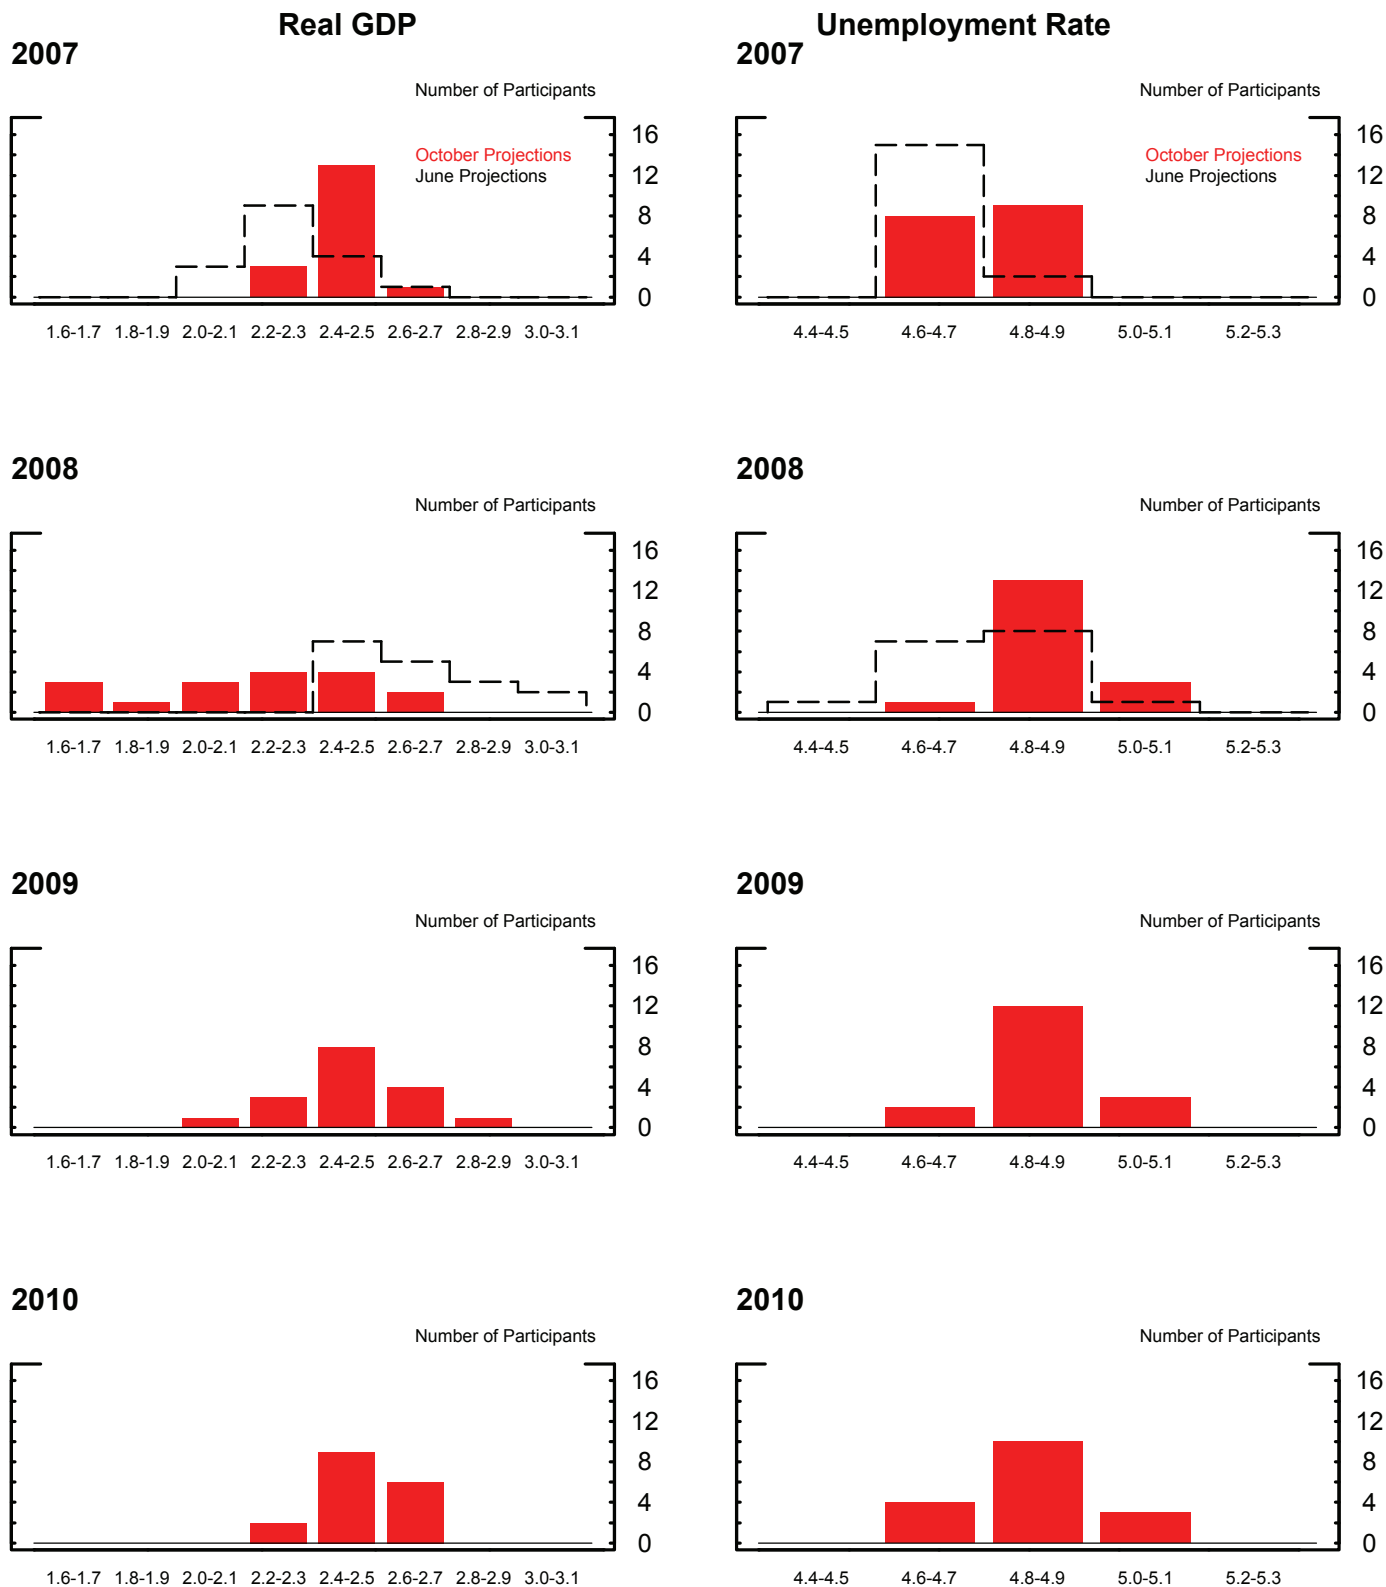 Real GDP
Unemployment Rate
2007
2007
Number of Participants
Number of Participants
October Projections
June Projections
October Projections
June Projections
16
12
8
4
0
16
12
8
4
0
1.6-1.7 1.8-1.9 2.0-2.1 2.2-2.3 2.4-2.5 2.6-2.7 2.8-2.9 3.0-3.1
4.4-4.5 4.6-4.7 4.8-4.9 5.0-5.1 5.2-5.3
2008
2008
Number of Participants
Number of Participants
16
12
8
4
0
16
12
8
4
0
1.6-1.7 1.8-1.9 2.0-2.1 2.2-2.3 2.4-2.5 2.6-2.7 2.8-2.9 3.0-3.1
4.4-4.5 4.6-4.7 4.8-4.9 5.0-5.1 5.2-5.3
2009
2009
Number of Participants
Number of Participants
16
12
8
4
0
16
12
8
4
0
1.6-1.7 1.8-1.9 2.0-2.1 2.2-2.3 2.4-2.5 2.6-2.7 2.8-2.9 3.0-3.1
4.4-4.5 4.6-4.7 4.8-4.9 5.0-5.1 5.2-5.3
2010
2010
Number of Participants
Number of Participants
16
12
8
4
0
16
12
8
4
0
1.6-1.7 1.8-1.9 2.0-2.1 2.2-2.3 2.4-2.5 2.6-2.7 2.8-2.9 3.0-3.1
4.4-4.5 4.6-4.7 4.8-4.9 5.0-5.1 5.2-5.3